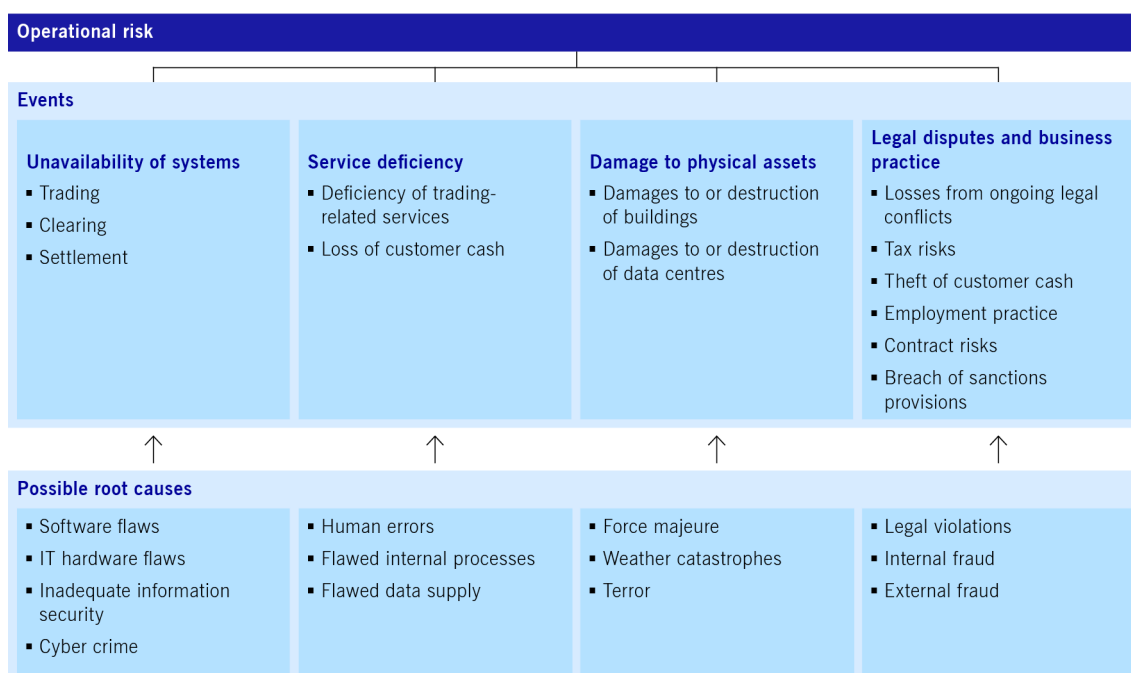 Operational risk
Events
Unavailability of systems
▪ Trading
▪ Clearing
▪ Settlement
Service deficiency
▪ Deficiency of trading-
related services
▪ Loss of customer cash
Damage to physical assets
▪ Damages to or destruction
of buildings
▪ Damages to or destruction
of data centres
Legal disputes and business
practice
▪ Losses from ongoing legal
conflicts
▪ Tax risks
▪ Theft of customer cash
▪ Employment practice
▪ Contract risks
▪ Breach of sanctions
provisions
Possible root causes
▪ Software flaws
▪ IT hardware flaws
▪ Inadequate information
security
▪ Cyber crime
▪ Human errors
▪ Flawed internal processes
▪ Flawed data supply
▪ Force majeure
▪ Weather catastrophes
▪ Terror
▪ Legal violations
▪ Internal fraud
▪ External fraud